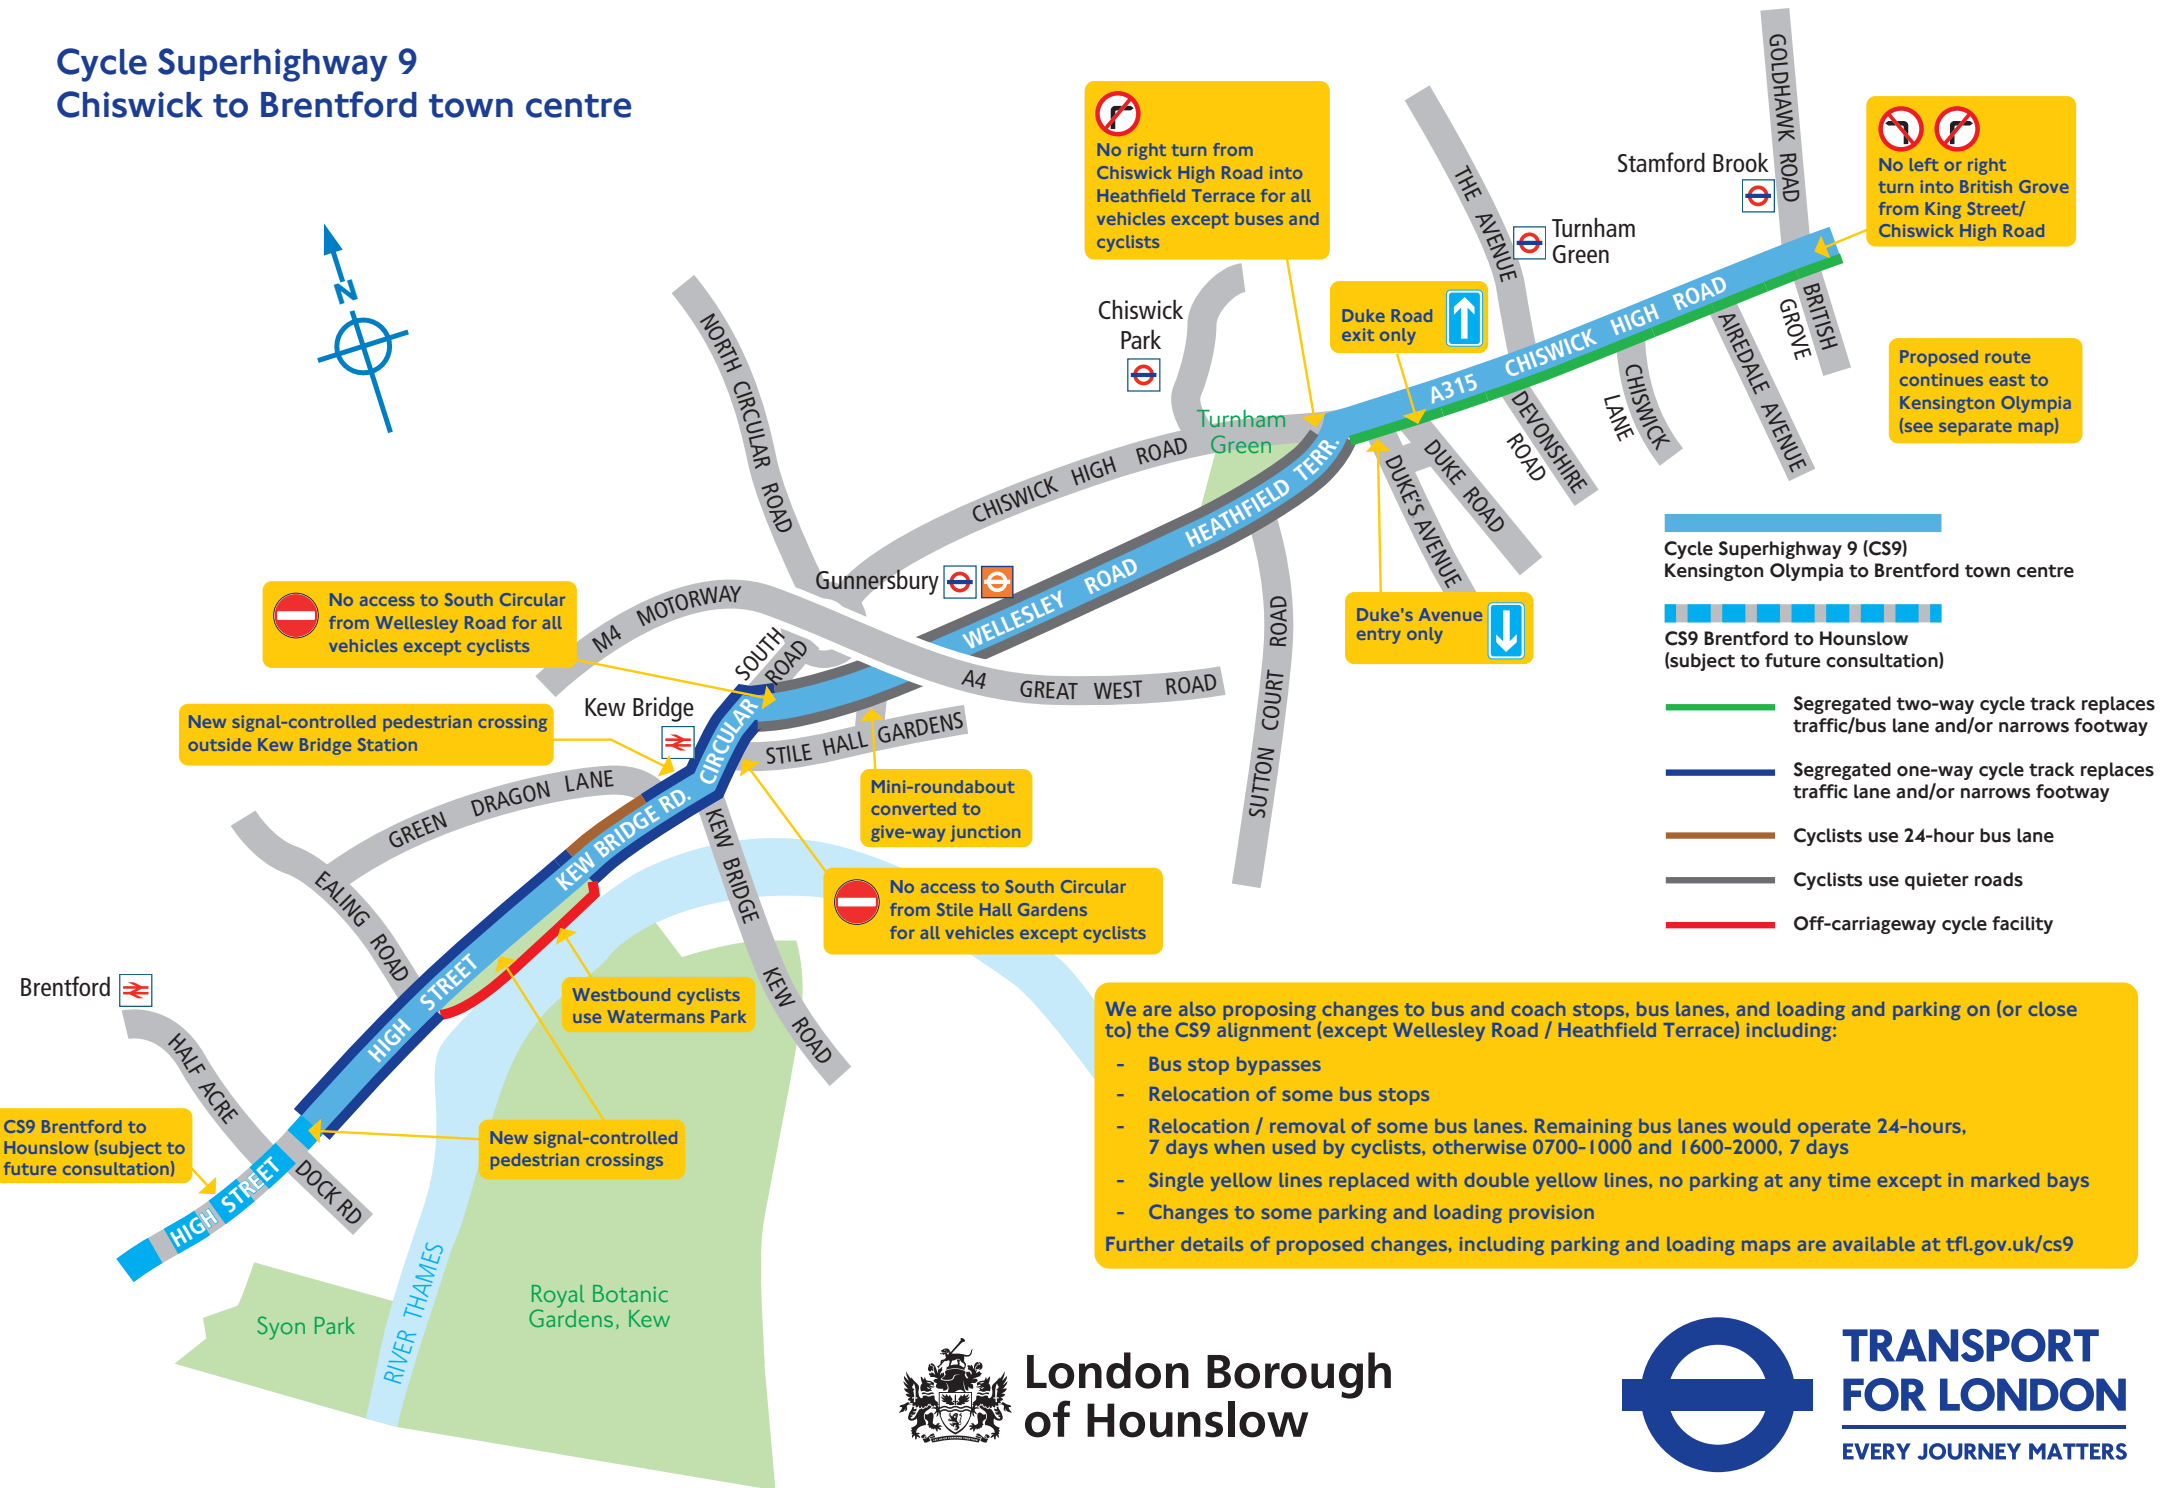 Cycle Superhighway 9
Chiswick to Brentford town centre
N
No right turn from
Chiswick High Road into
Heathfield Terrace for all
vehicles except buses and
cyclists
No left or right
turn into British Grove
from King Street/
Chiswick High Road
GOLDHAWK ROAD
Stamford Brook
THE AVENUE
Turnham
Green
Chiswick
Park
Duke Road
exit only
A315 CHISWICK HIGH ROAD
BRITISH
GROVE
AIREDALE AVENUE
CHISWICK
LANE
DEVONSHIRE
ROAD
DUKE ROAD
DUKE'S AVENUE
Proposed route
continues east to
Kensington Olympia
(see separate map)
NORTH CIRCULAR ROAD
Turnham
Green
CHISWICK HIGH ROAD
HEATHFIELD TERR.
WELLESLEY ROAD
Gunnersbury
Duke's Avenue
entry only
Cycle Superhighway 9 (CS9)
Kensington Olympia to Brentford town centre
CS9 Brentford to Hounslow
(subject to future consultation)
Segregated two-way cycle track replaces
traffic/bus lane and/or narrows footway
Segregated one-way cycle track replaces
traffic lane and/or narrows footway
Cyclists use 24-hour bus lane
Cyclists use quieter roads
Off-carriageway cycle facility
No access to South Circular
from Wellesley Road for all
vehicles except cyclists
M4 MOTORWAY
A4 GREAT WEST ROAD
SOUTH
ROAD
CIRCULAR
SUTTON COURT ROAD
Kew Bridge
New signal-controlled pedestrian crossing
outside Kew Bridge Station
STILE HALL GARDENS
Mini-roundabout
converted to
give-way junction
GREEN DRAGON LANE
KEW BRIDGE RD.
KEW BRIDGE
KEW ROAD
EALING ROAD
No access to South Circular
from Stile Hall Gardens
for all vehicles except cyclists
Brentford
HIGH STREET
Westbound cyclists
use Watermans Park
HALF ACRE
CS9 Brentford to
Hounslow (subject to
future consultation)
New signal-controlled
pedestrian crossings
HIGH STREET
DOCK RD
Syon Park
RIVER THAMES
Royal Botanic
Gardens, Kew
We are also proposing changes to bus and coach stops, bus lanes, and loading and parking on (or close
to) the CS9 alignment (except Wellesley Road / Heathfield Terrace) including:
- Bus stop bypasses
- Relocation of some bus stops
- Relocation / removal of some bus lanes. Remaining bus lanes would operate 24-hours,
7 days when used by cyclists, otherwise 0700-1000 and 1600-2000, 7 days
- Single yellow lines replaced with double yellow lines, no parking at any time except in marked bays
- Changes to some parking and loading provision
Further details of proposed changes, including parking and loading maps are available at tfl.gov.uk/cs9
London Borough
of Hounslow
TRANSPORT
FOR LONDON
EVERY JOURNEY MATTERS